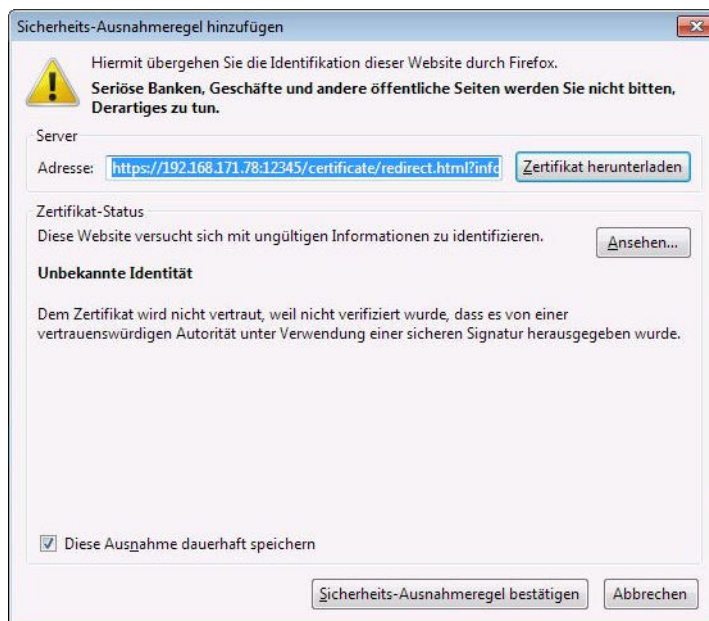 Sicherheits-Ausnahmeregel hinzufügen
Hiermit übergehen Sie die Identifikation dieser Website durch Firefox.
Seriöse Banken, Geschäfte und andere öffentliche Seiten werden Sie nicht bitten,
Derartiges zu tun.
Server
Adresse: https://192.168.171.78:12345/certificate/redirect.html?info Zertifikat herunterladen
Zertifikat-Status
Diese Website versucht sich mit ungültigen Informationen zu identifizieren. Ansehen...
Unbekannte Identität
Dem Zertifikat wird nicht vertraut, weil nicht verifiziert wurde, dass es von einer
vertrauenswürdigen Autorität unter Verwendung einer sicheren Signatur herausgegeben wurde.
Diese Ausnahme dauerhaft speichern
Sicherheits-Ausnahmeregel bestätigen Abbrechen